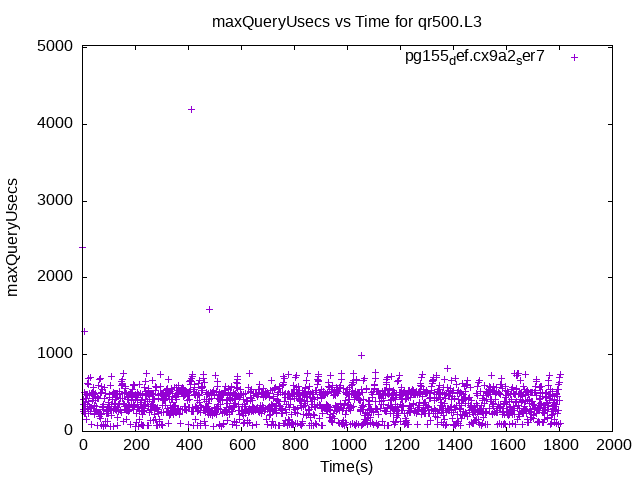 maxQueryUsecs vs Time for qr500.L3
pg155def.cx9a2ser7
5000
4000
3000
2000
1000
0
maxQueryUsecs
0 200 400 600 800 1000 1200 1400 1600 1800 2000
Time(s)